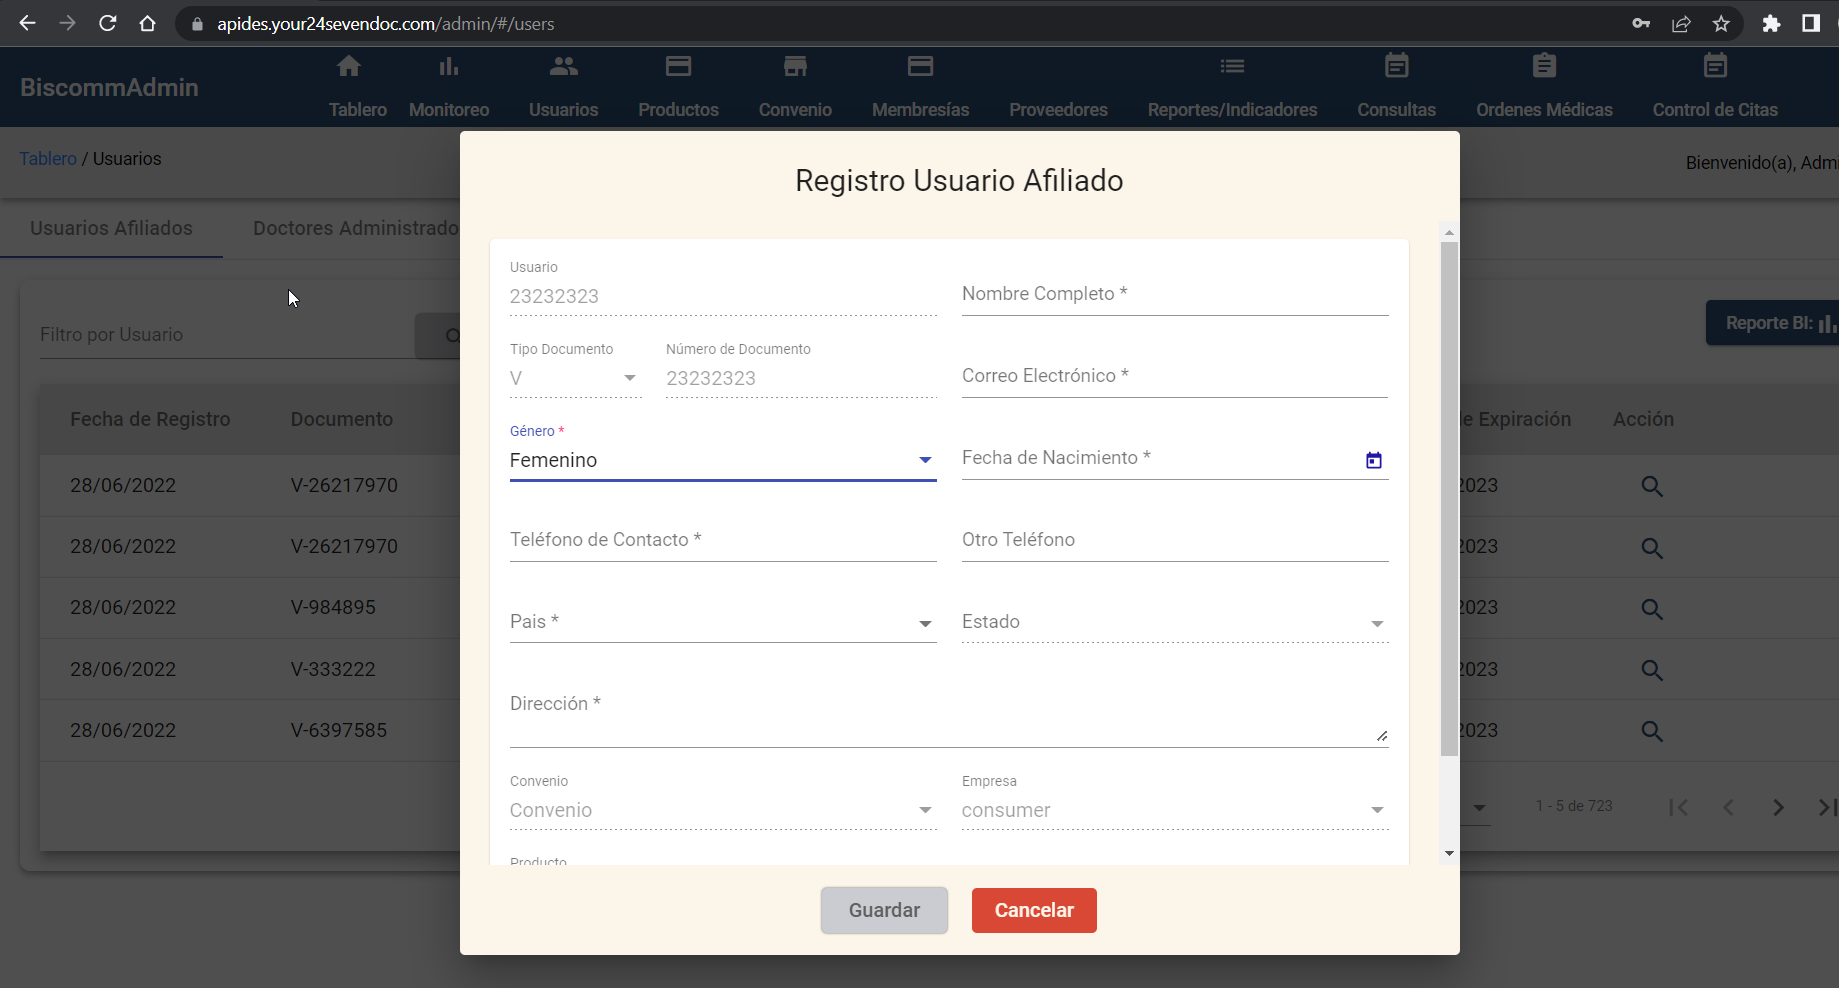 apides.your24sevendoc.com/admin/#/users
BiscommAdmin
Tablero
Monitoreo
Usuarios
Productos
Convenio
Membresías
Proveedores
Reportes/Indicadores
Consultas
Ordenes Médicas
Control de Citas
Tablero / Usuarios
Bienvenido(a), Admi
Usuarios Afiliados
Doctores Administrado
Filtro por Usuario
Reporte BI:
Fecha de Registro
Documento
de Expiración
Acción
28/06/2022
V-26217970
2023
28/06/2022
V-26217970
2023
28/06/2022
V-984895
2023
28/06/2022
V-333222
2023
28/06/2022
V-6397585
2023
1 - 5 de 723
Registro Usuario Afiliado
Usuario
23232323
Nombre Completo *
Tipo Documento
V
Número de Documento
23232323
Correo Electrónico *
Género *
Femenino
Fecha de Nacimiento *
Teléfono de Contacto *
Otro Teléfono
Pais *
Estado
Dirección *
Convenio
Convenio
Empresa
consumer
Producto
Guardar
Cancelar